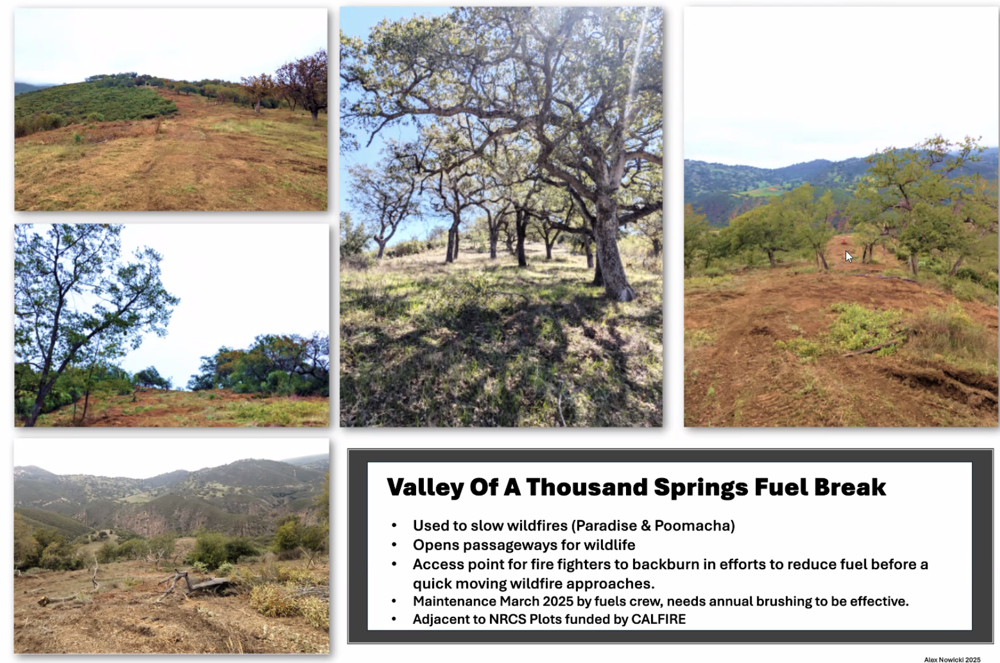 Valley Of A Thousand Springs Fuel Break
• Used to slow wildfires (Paradise & Poomacha)
• Opens passageways for wildlife
• Access point for fire fighters to backburn in efforts to reduce fuel before a
quick moving wildfire approaches.
• Maintenance March 2025 by fuels crew, needs annual brushing to be effective.
• Adjacent to NRCS Plots funded by CALFIRE
Alex Nowicki 2025